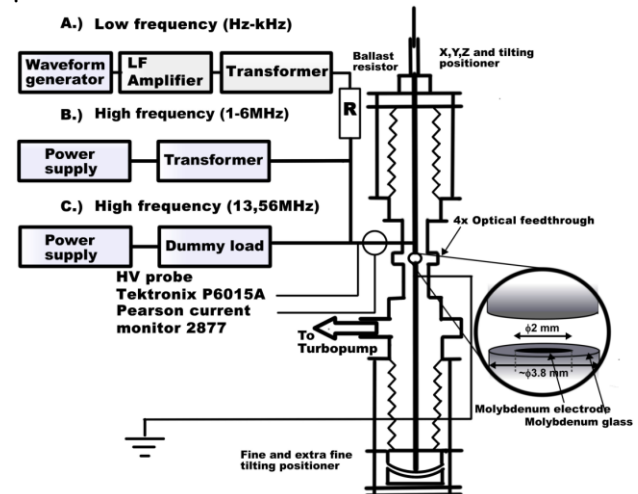 A.) Low frequency (Hz-kHz)
Waveform
generator
LF
Amplifier
Transformer
Ballast
resistor
X,Y,Z and tilting
positioner
R
B.) High frequency (1-6MHz)
Power
supply
Transformer
C.) High frequency (13,56MHz)
Power
supply
Dummy load
4x Optical feedthrough
HV probe
Tektronix P6015A
Pearson current
monitor 2877
To
Turbopump
ϕ2 mm
~ϕ3.8 mm
Molybdenum electrode
Molybdenum glass
Fine and extra fine
tilting positioner